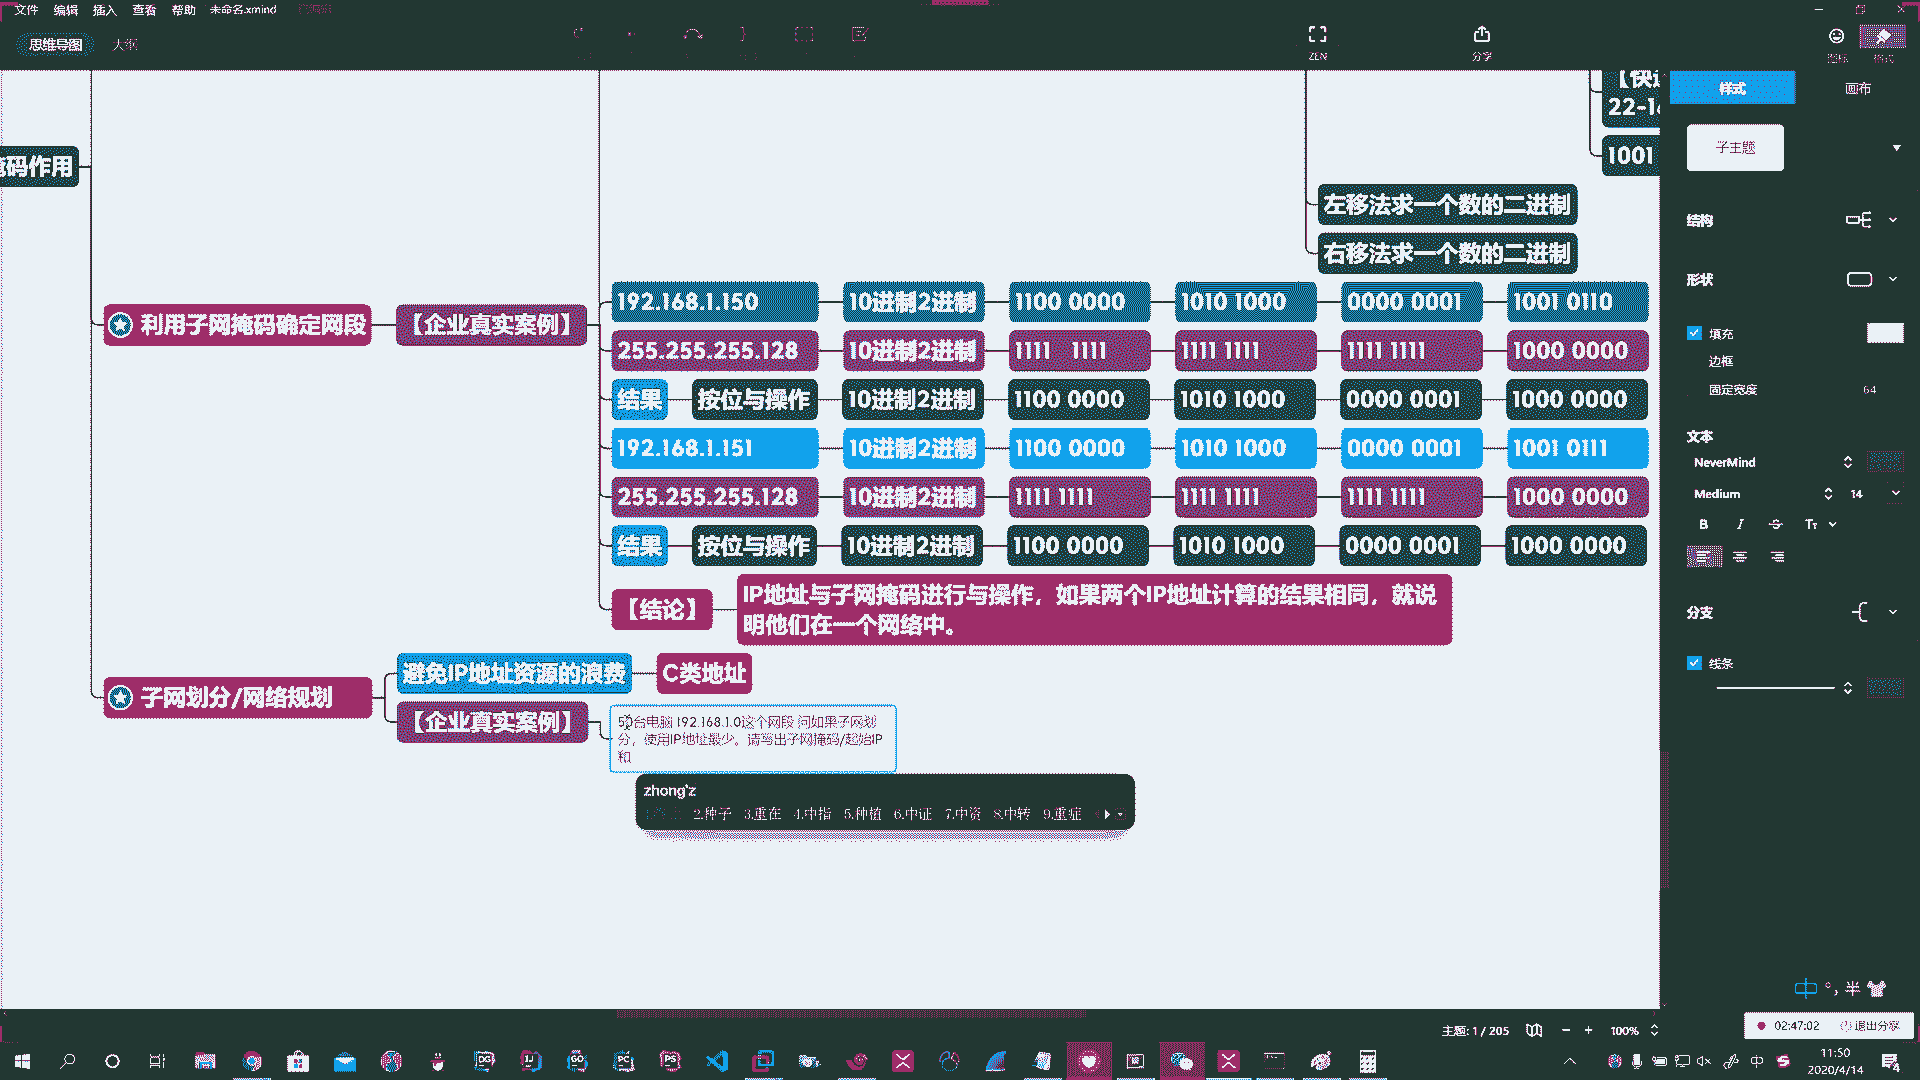 文件 编辑 插入 查看 帮助 未命名.xmind
思维导图 大纲
ZEN 分享
样式 画布
子主题
【快速
22-1
1001
掩码作用
左移法求一个数的二进制
右移法求一个数的二进制
结构
形状
填充
边框
固定宽度 64
利用子网掩码确定网段 【企业真实案例】
192.168.1.150 10进制2进制 1100 0000 1010 1000 0000 0001 1001 0110
255.255.255.128 10进制2进制 1111 1111 1111 1111 1111 1111 1000 0000
结果 按位与操作 10进制2进制 1100 0000 1010 1000 0000 0001 1000 0000
192.168.1.151 10进制2进制 1100 0000 1010 1000 0000 0001 1001 0111
255.255.255.128 10进制2进制 1111 1111 1111 1111 1111 1111 1000 0000
结果 按位与操作 10进制2进制 1100 0000 1010 1000 0000 0001 1000 0000
【结论】 IP地址与子网掩码进行与操作，如果两个IP地址计算的结果相同，就说
明他们在一个网络中。
文本
NeverMind
Medium 14
B I S Tт
分支
线条
子网划分/网络规划
避免IP地址资源的浪费 C类地址
【企业真实案例】
50台电脑 192.168.1.0这个网段 问如果子网划
分，使用IP地址最少。请写出子网掩码/起始IP
和
zhong'z
2.种子 3.重在 4.中指 5.种植 6.中证 7.中资 8.中转 9.重症
中 °, 半
主题: 1 / 205 100%
02:47:02 退出分享
DG IJ GO PC PS
中
11:50
2020/4/14